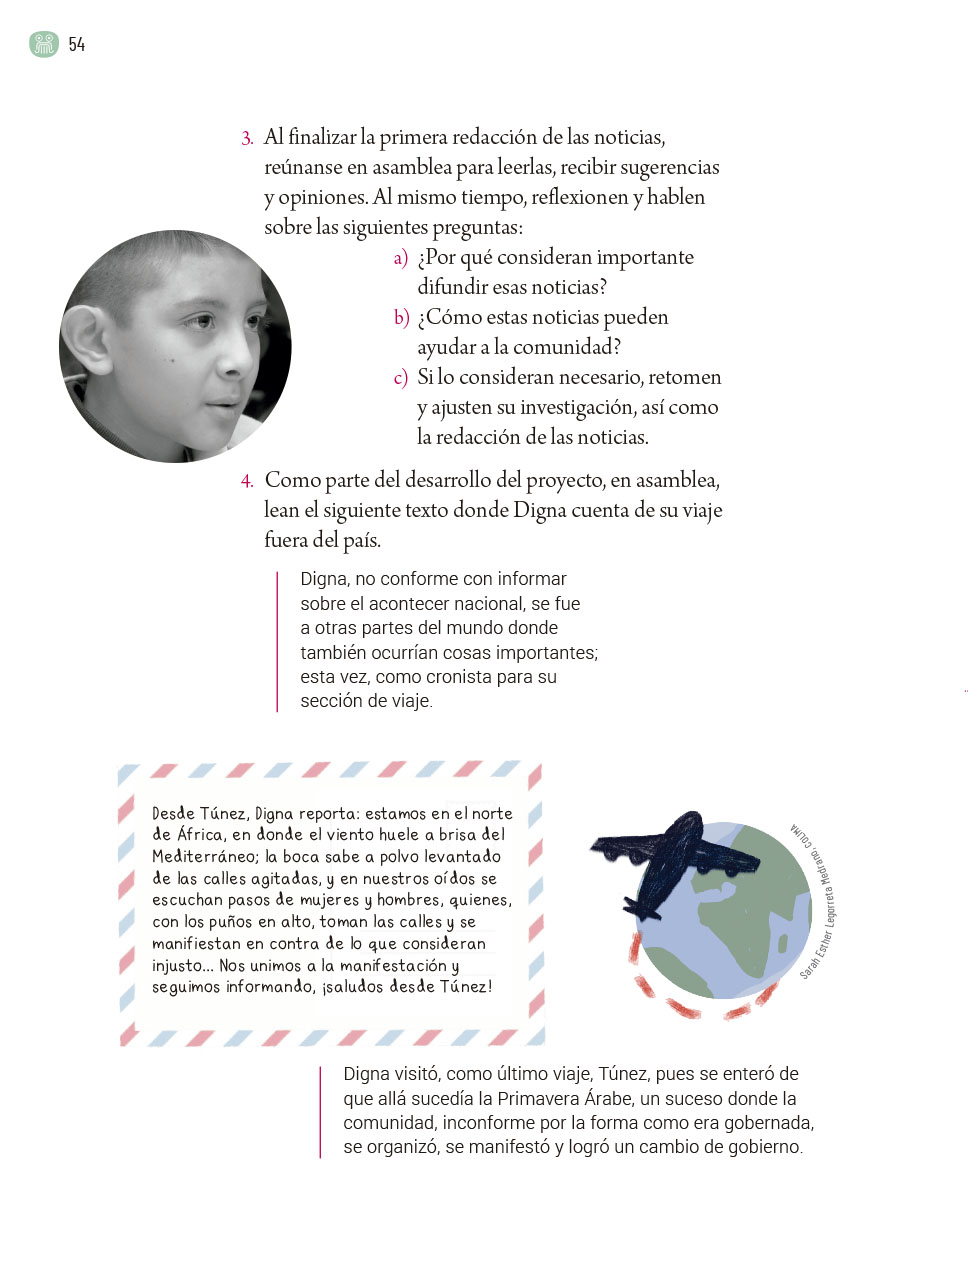 54
3. Al finalizar la primera redacción de las noticias,
reúnanse en asamblea para leerlas, recibir sugerencias
y opiniones. Al mismo tiempo, reflexionen y hablen
sobre las siguientes preguntas:
a) ¿Por qué consideran importante
difundir esas noticias?
b) ¿Cómo estas noticias pueden
ayudar a la comunidad?
c) Si lo consideran necesario, retomen
y ajusten su investigación, así como
la redacción de las noticias.
4. Como parte del desarrollo del proyecto, en asamblea,
lean el siguiente texto donde Digna cuenta de su viaje
fuera del país.
Digna, no conforme con informar
sobre el acontecer nacional, se fue
a otras partes del mundo donde
también ocurrían cosas importantes;
esta vez, como cronista para su
sección de viaje.
Desde Túnez, Digna reporta: estamos en el norte
de África, en donde el viento huele a brisa del
Mediterráneo; la boca sabe a polvo levantado
de las calles agitadas, y en nuestros oídos se
escuchan pasos de mujeres y hombres, quienes,
con los puños en alto, toman las calles y se
manifiestan en contra de lo que consideran
injusto... Nos unimos a la manifestación y
seguimos informando, ¡saludos desde Túnez!
Sarah Esther Legorreta Medrano, COLIMA
Digna visitó, como último viaje, Túnez, pues se enteró de
que allá sucedía la Primavera Árabe, un suceso donde la
comunidad, inconforme por la forma como era gobernada,
se organizó, se manifestó y logró un cambio de gobierno.